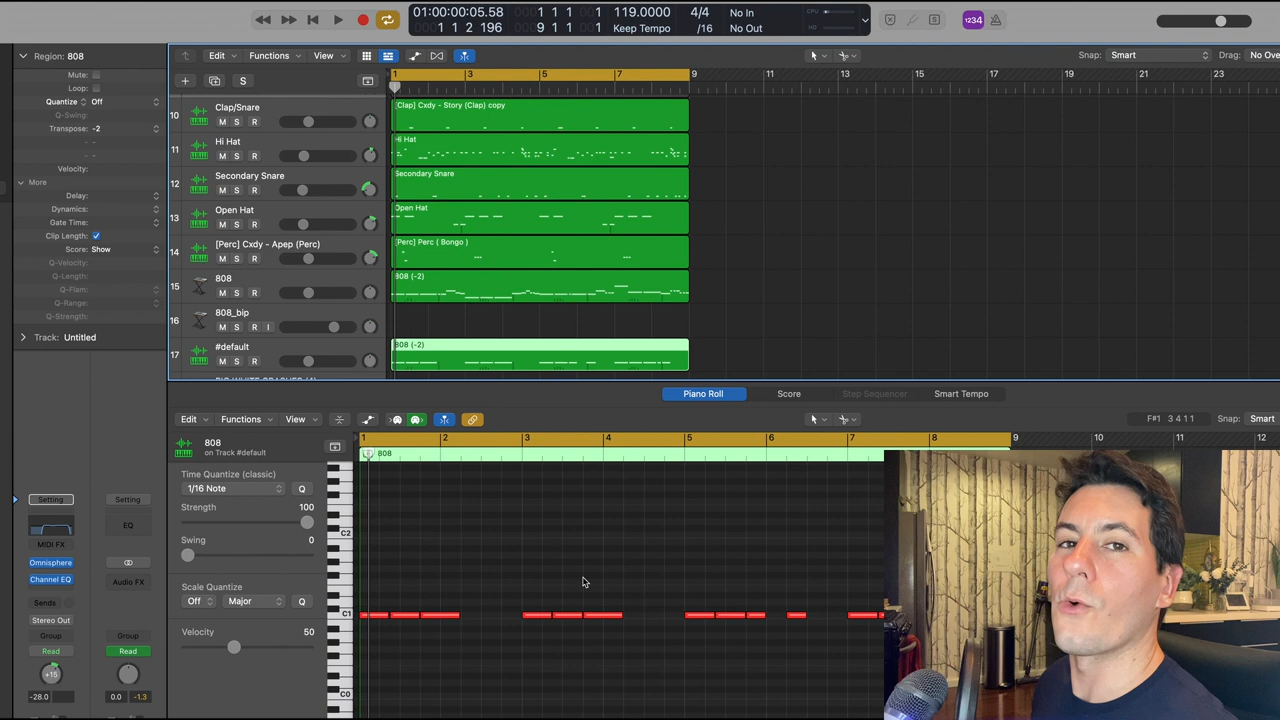 01:00:00:05.58
1 1 1 1
119.0000
4/4
No In
CPU
1 1 2 196
9 1 1 1
Keep Tempo
/16
No Out
HD
1234
Region: 808
Edit
Functions
View
Snap:
Smart
Drag:
No Ove
Mute:
Loop:
Quantize
Off
Q-Swing:
Transpose:
-2
Velocity:
More
Delay:
Dynamics:
Gate Time:
Clip Length:
Score:
Show
Q-Velocity:
Q-Length:
Q-Flam:
Q-Range:
Q-Strength:
Track: Untitled
S
1
3
5
7
9
11
13
15
17
19
21
23
10
Clap/Snare
M S R
[Clap] Cxdy - Story (Clap) copy
11
Hi Hat
M S R
Hi Hat
12
Secondary Snare
M S R
Secondary Snare
13
Open Hat
M S R
Open Hat
14
[Perc] Cxdy - Apep (Perc)
M S R
[Perc] Perc ( Bongo )
15
808
M S R
808 (-2)
16
808_bip
M S R I
17
#default
M S R
808 (-2)
Piano Roll
Score
Step Sequencer
Smart Tempo
Edit
Functions
View
F#1 3 4 1 1
Snap:
Smart
808
on Track #default
1
2
3
4
5
6
7
8
9
10
11
12
808
Time Quantize (classic)
1/16 Note
Q
Strength
100
Swing
0
Scale Quantize
Off
Major
Q
Velocity
50
C2
C1
C0
Setting
Setting
EQ
MIDI FX
Omnisphere
Channel EQ
Audio FX
Sends
Stereo Out
Group
Group
Read
Read
+15
-28.0
0.0
-1.3